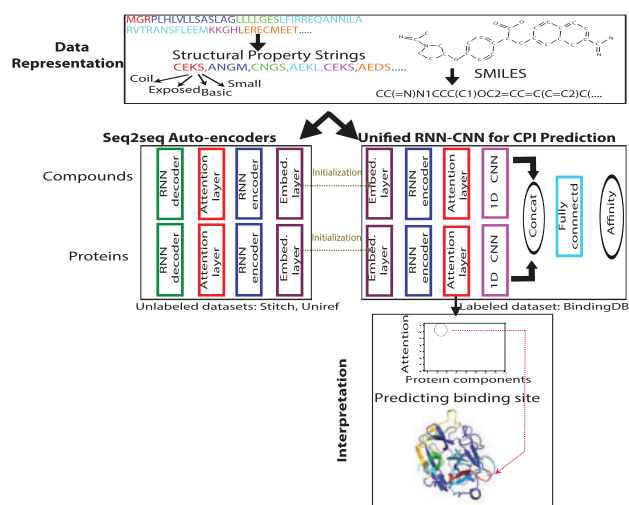 Data
Representation
MGRPLHLVLLSASLAGLLLLGESLFIRREQANNILA
RVTRANSFLEEMKKGHLERECMEET.....
Structural Property Strings
CEKS,ANGM,CNGS,AEKL,CEKS,AEDS.....
Coil
Exposed
Basic
Small
SMILES
CC(=N)N1CCC(C1)OC2=CC=C(C=C2)C(....
Seq2seq Auto-encoders
Unified RNN-CNN for CPI Prediction
Compounds
Proteins
RNN
decoder
Attention
layer
RNN
encoder
Embed.
layer
Initialization
Embed.
layer
RNN
encoder
Attention
layer
1D CNN
RNN
decoder
Attention
layer
RNN
encoder
Embed.
layer
Initialization
Embed.
layer
RNN
encoder
Attention
layer
1D CNN
Concat
Fully
connnectd
Affinity
Unlabeled datasets: Stitch, Uniref
Labeled dataset: BindingDB
Interpretation
Attention
Protein components
Predicting binding site